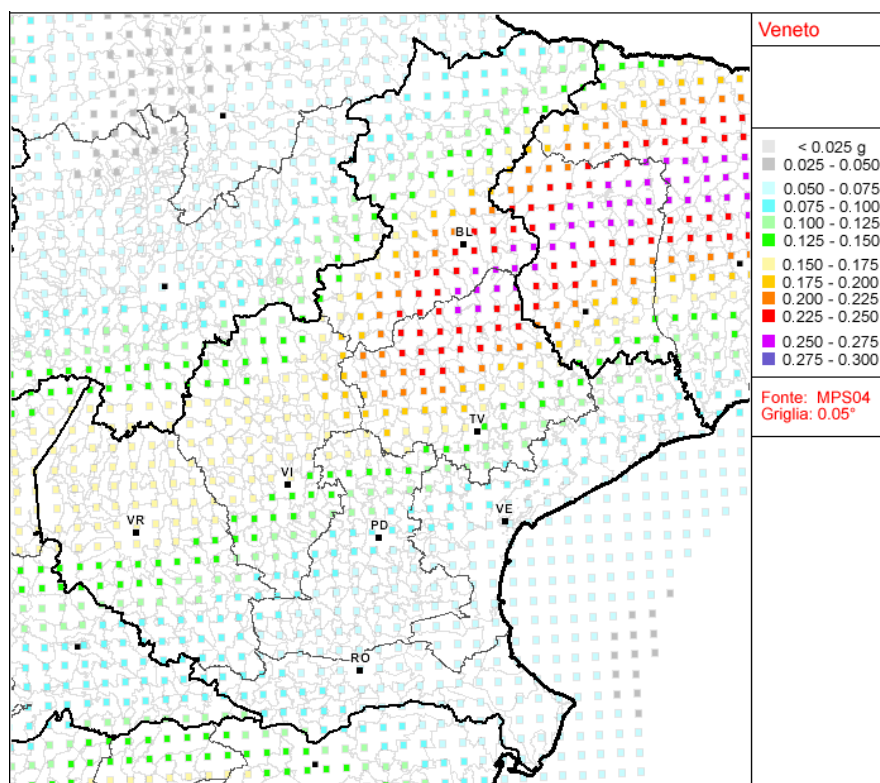 Veneto
< 0.025 g
0.025 - 0.050
0.050 - 0.075
0.075 - 0.100
0.100 - 0.125
0.125 - 0.150
0.150 - 0.175
0.175 - 0.200
0.200 - 0.225
0.225 - 0.250
0.250 - 0.275
0.275 - 0.300
Fonte: MPS04
Griglia: 0.05°
BL
TV
VI
VR
PD
VE
RO